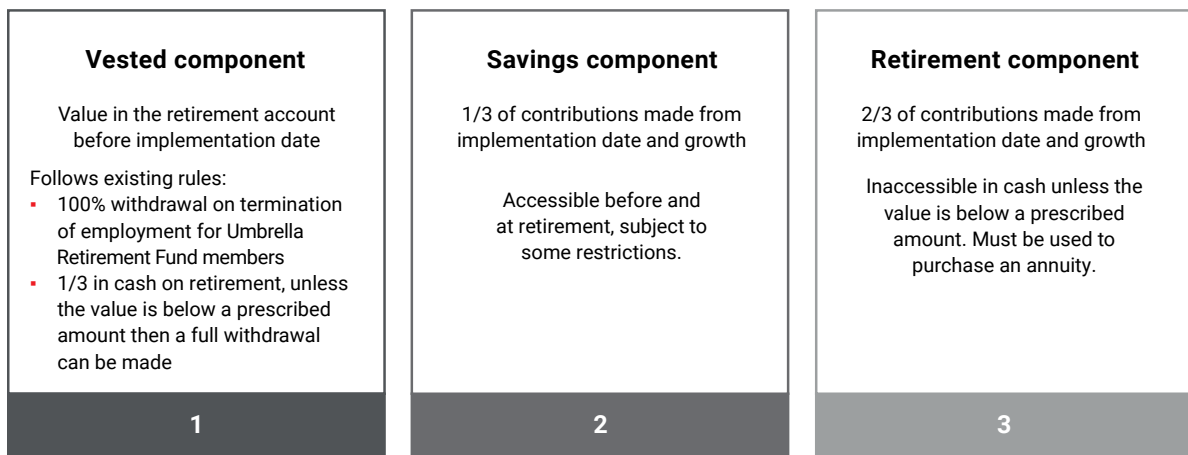 Vested component
Value in the retirement account
before implementation date
Follows existing rules:
▪ 100% withdrawal on termination
of employment for Umbrella
Retirement Fund members
▪ 1/3 in cash on retirement, unless
the value is below a prescribed
amount then a full withdrawal
can be made
1
Savings component
1/3 of contributions made from
implementation date and growth
Accessible before and
at retirement, subject to
some restrictions.
2
Retirement component
2/3 of contributions made from
implementation date and growth
Inaccessible in cash unless the
value is below a prescribed
amount. Must be used to
purchase an annuity.
3